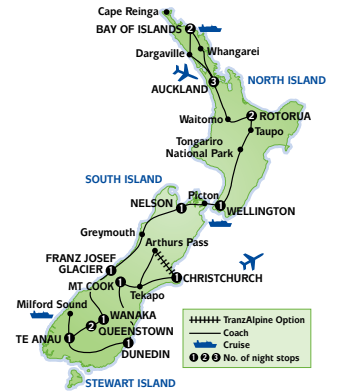 Cape Reinga
BAY OF ISLANDS 2
Dargaville
Whangarei
NORTH ISLAND
AUCKLAND
3
Waitomo
2 ROTORUA
Taupo
Tongariro
National Park
SOUTH ISLAND
Picton
NELSON 1
1 WELLINGTON
Greymouth
Arthurs Pass
FRANZ JOSEF
GLACIER 1
MT COOK 1
1 CHRISTCHURCH
Tekapo
Milford Sound
1 WANAKA
2 QUEENSTOWN
TE ANAU 1
1
DUNEDIN
STEWART ISLAND
TranzAlpine Option
Coach
Cruise
1 2 3 No. of night stops